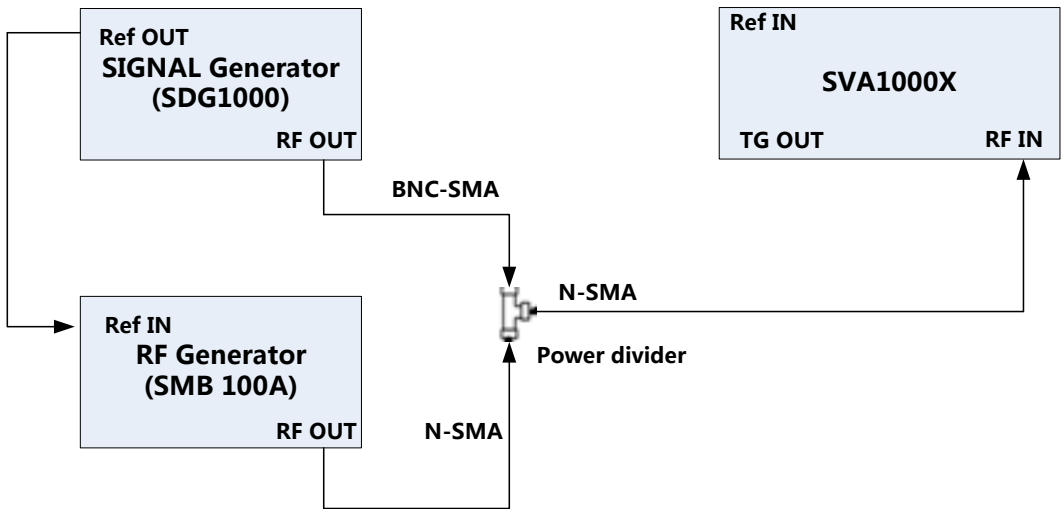 Ref OUT
SIGNAL Generator
(SDG1000)
RF OUT
Ref IN
SVA1000X
TG OUT
RF IN
BNC-SMA
N-SMA
Power divider
Ref IN
RF Generator
(SMB 100A)
RF OUT
N-SMA